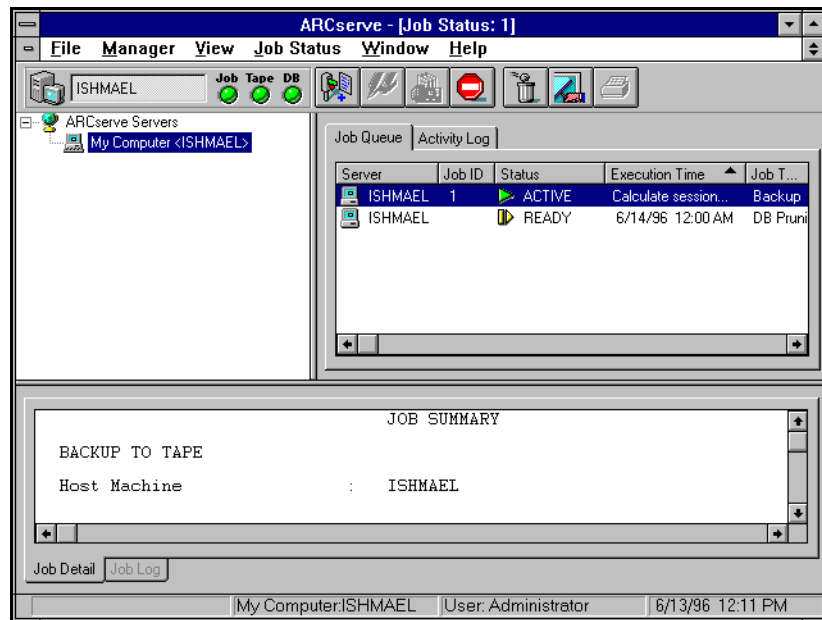 ARCserve - [Job Status: 1]
File Manager View Job Status Window Help
ISHMAEL
Job Tape DB
ARCserve Servers
My Computer <ISHMAEL>
Job Queue Activity Log
Server Job ID Status Execution Time Job T...
ISHMAEL 1 ACTIVE Calculate session... Backup
ISHMAEL READY 6/14/96 12:00 AM DB Pruni
JOB SUMMARY
BACKUP TO TAPE
Host Machine : ISHMAEL
Job Detail Job Log
My Computer:ISHMAEL User: Administrator 6/13/96 12:11 PM